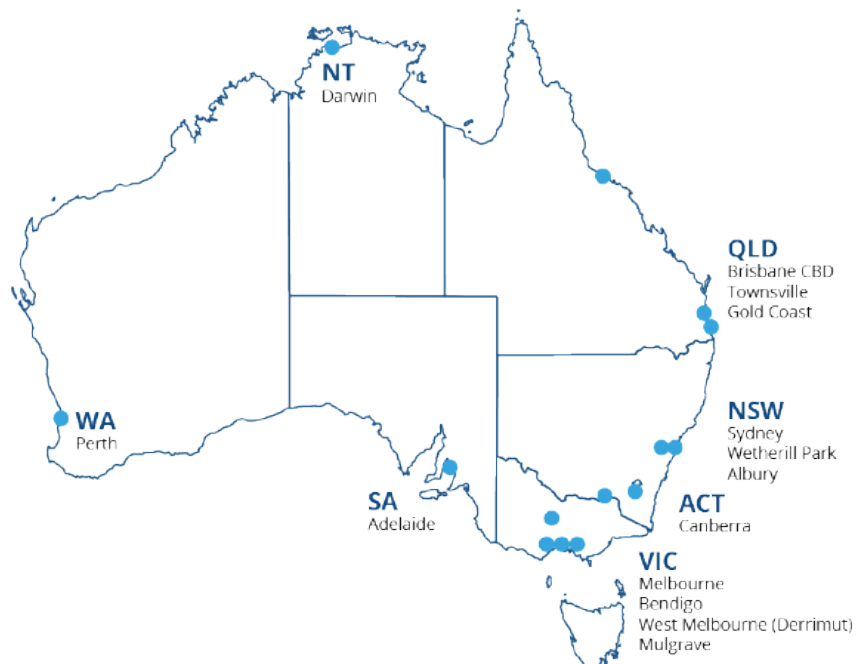 NT
Darwin
QLD
Brisbane CBD
Townsville
Gold Coast
WA
Perth
NSW
Sydney
Wetherill Park
Albury
SA
Adelaide
ACT
Canberra
VIC
Melbourne
Bendigo
West Melbourne (Derrimut)
Mulgrave